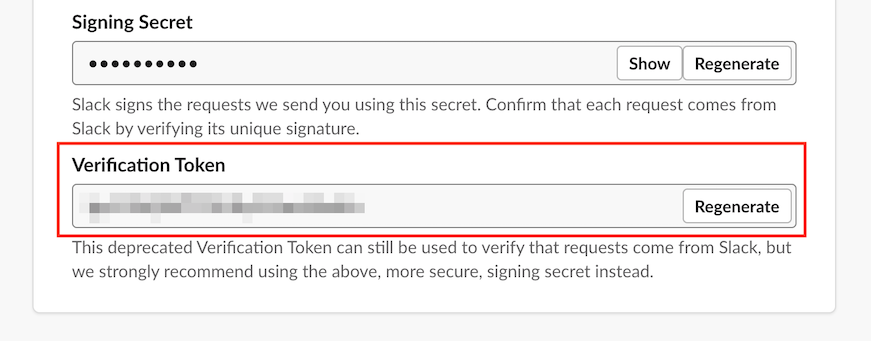 Signing Secret
●●●●●●●●●● Show Regenerate
Slack signs the requests we send you using this secret. Confirm that each request comes from
Slack by verifying its unique signature.
Verification Token
Regenerate
This deprecated Verification Token can still be used to verify that requests come from Slack, but
we strongly recommend using the above, more secure, signing secret instead.